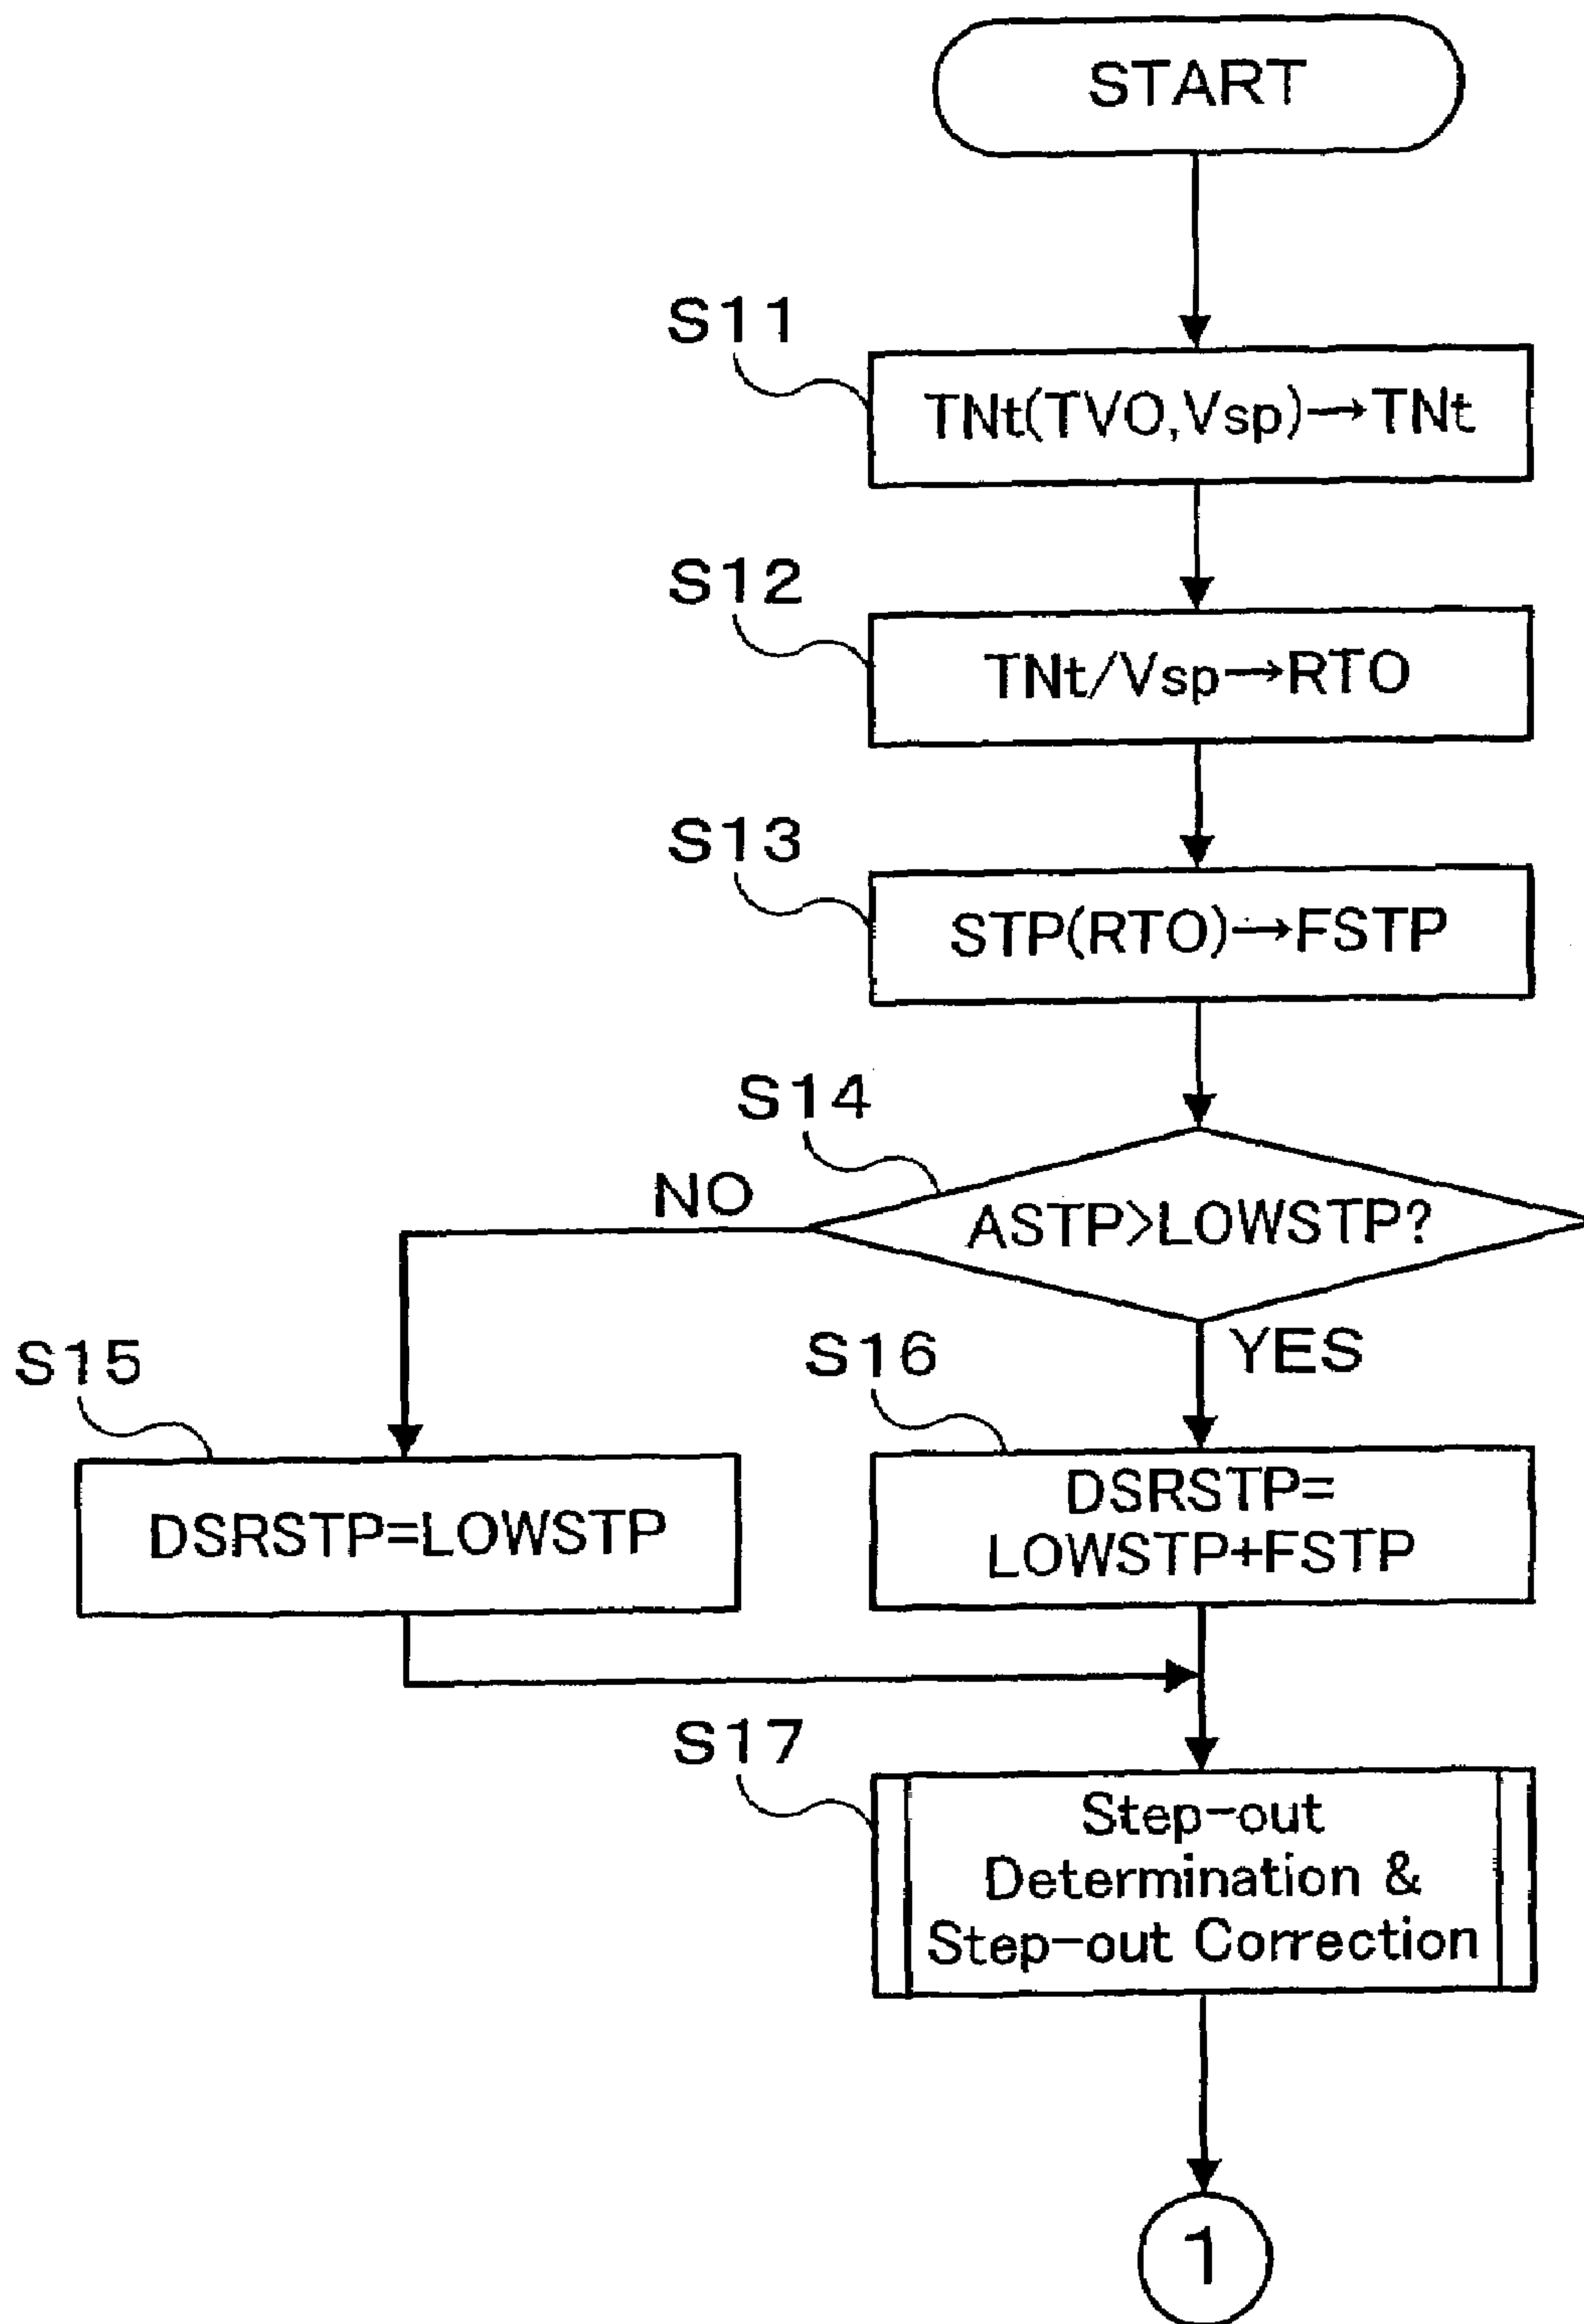 START
S11
TNt(TVO,Vsp)→TNt
S12
TNt/Vsp→RTO
S13
STP(RTO)→FSTP
S14
NO
ASTP>LOWSTP?
YES
S15
DSRSTP=LOWSTP
S16
DSRSTP=
LOWSTP+FSTP
S17
Step-out
Determination &
Step-out Correction
1